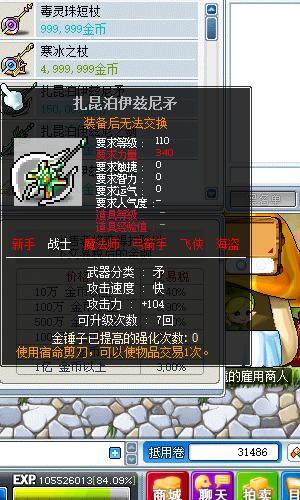 毒灵珠短杖
999,999金币
寒冰之杖
4,999,999金币
扎昆泊伊兹尼矛
装备后无法交换
要求等级： 110
要求力量： 340
要求敏捷： 0
要求智力： 0
要求运气： 0
要求人气度： -
道具等级： -
道具经验值： -
新手 战士 魔法师 弓箭手 飞侠 海盗
武器分类 : 矛
攻击速度 : 快
攻击力 : +104
可升级次数 : 7回
金锤子已提高的强化次数: 0
使用宿命剪刀，可以使物品交易1次。
的雇用商人
抵用卷 31486
EXP. 105526013(84.09%)
商城
聊天
拍卖